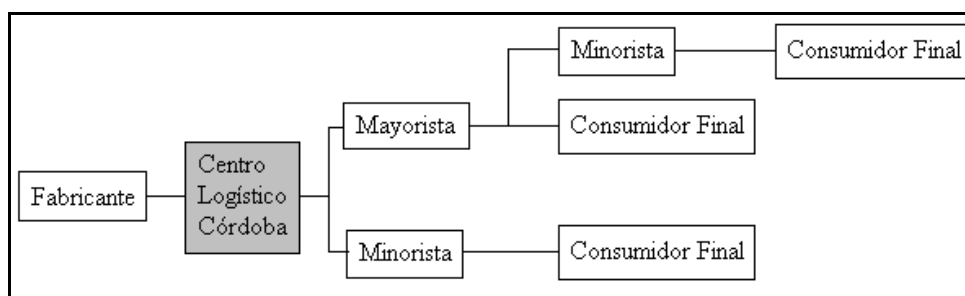 Minorista
Consumidor Final
Mayorista
Consumidor Final
Fabricante
Centro
Logístico
Córdoba
Minorista
Consumidor Final